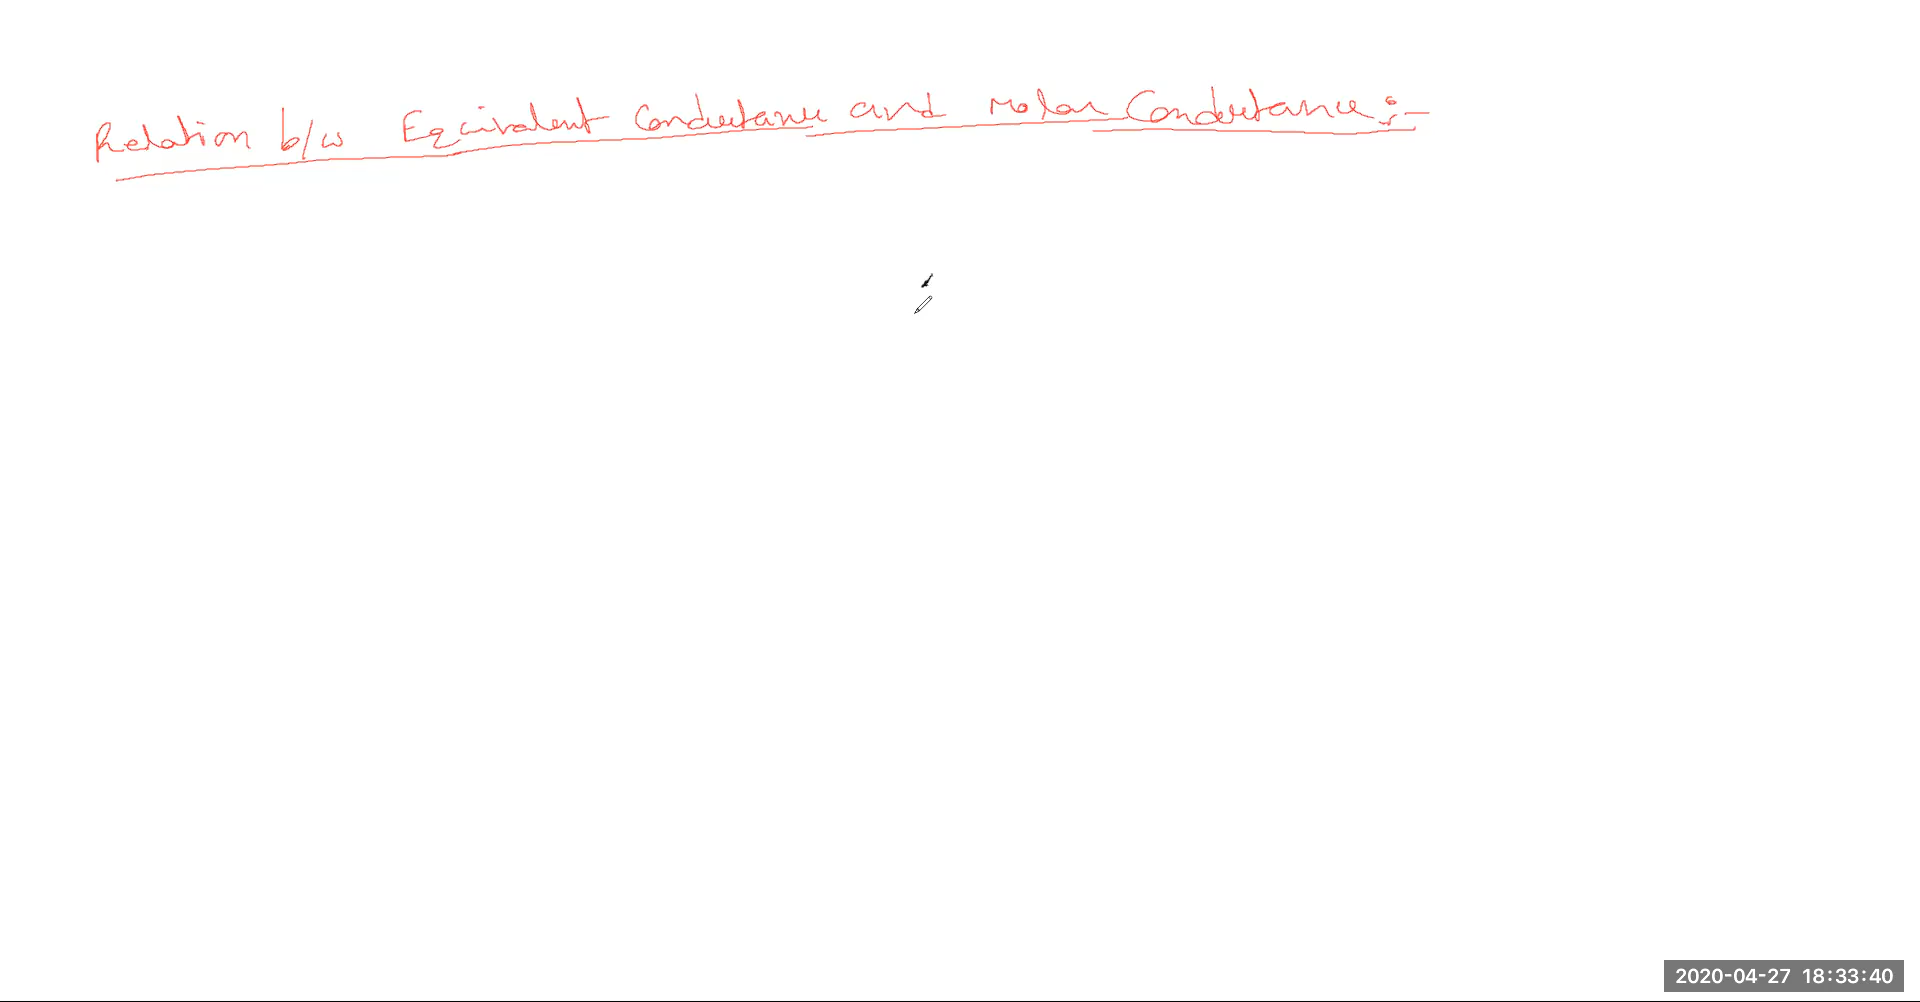 Relation b/w Equivalent Conductance and Molar Conductance :-
2020-04-27 18:33:40